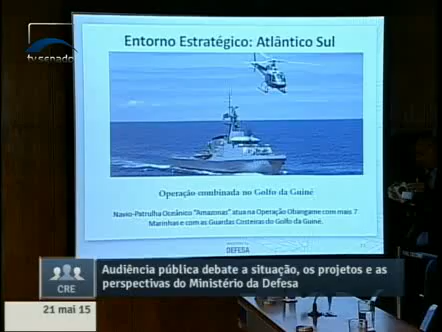 tv senado
Entorno Estratégico: Atlântico Sul
Operação combinada no Golfo da Guiné
Navio-Patrulha Oceânico "Amazonas" atua na Operação Obangame com mais 7
Marinhas e com as Guardas Costeiras do Golfo da Guiné.
DEFESA
CRE
Audiência pública debate a situação, os projetos e as
perspectivas do Ministério da Defesa
21 mai 15